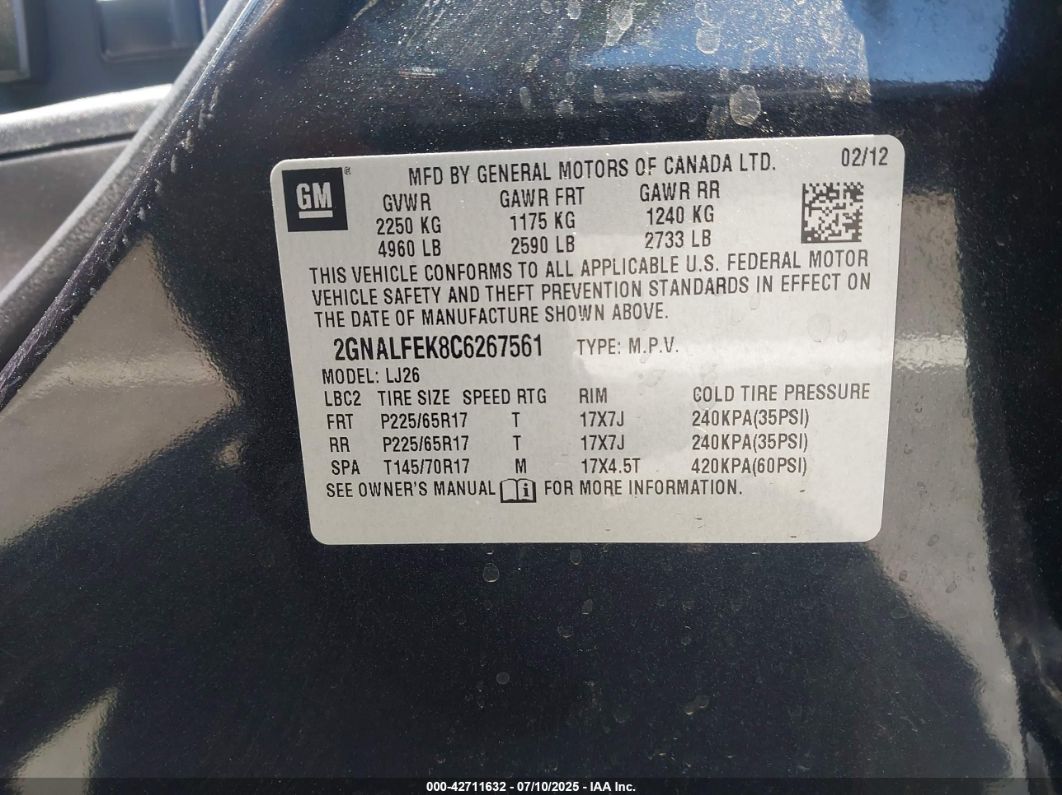 GM®
MFD BY GENERAL MOTORS OF CANADA LTD. 02/12
GVWR GAWR FRT GAWR RR
2250 KG 1175 KG 1240 KG
4960 LB 2590 LB 2733 LB
THIS VEHICLE CONFORMS TO ALL APPLICABLE U.S. FEDERAL MOTOR
VEHICLE SAFETY AND THEFT PREVENTION STANDARDS IN EFFECT ON
THE DATE OF MANUFACTURE SHOWN ABOVE.
2GNALFEK8C6267561 TYPE: M.P.V.
MODEL: LJ26
LBC2 TIRE SIZE SPEED RTG RIM COLD TIRE PRESSURE
FRT P225/65R17 T 17X7J 240KPA(35PSI)
RR P225/65R17 T 17X7J 240KPA(35PSI)
SPA T145/70R17 M 17X4.5T 420KPA(60PSI)
SEE OWNER'S MANUAL i FOR MORE INFORMATION.
000-42711632 - 07/10/2025 - IAA Inc.